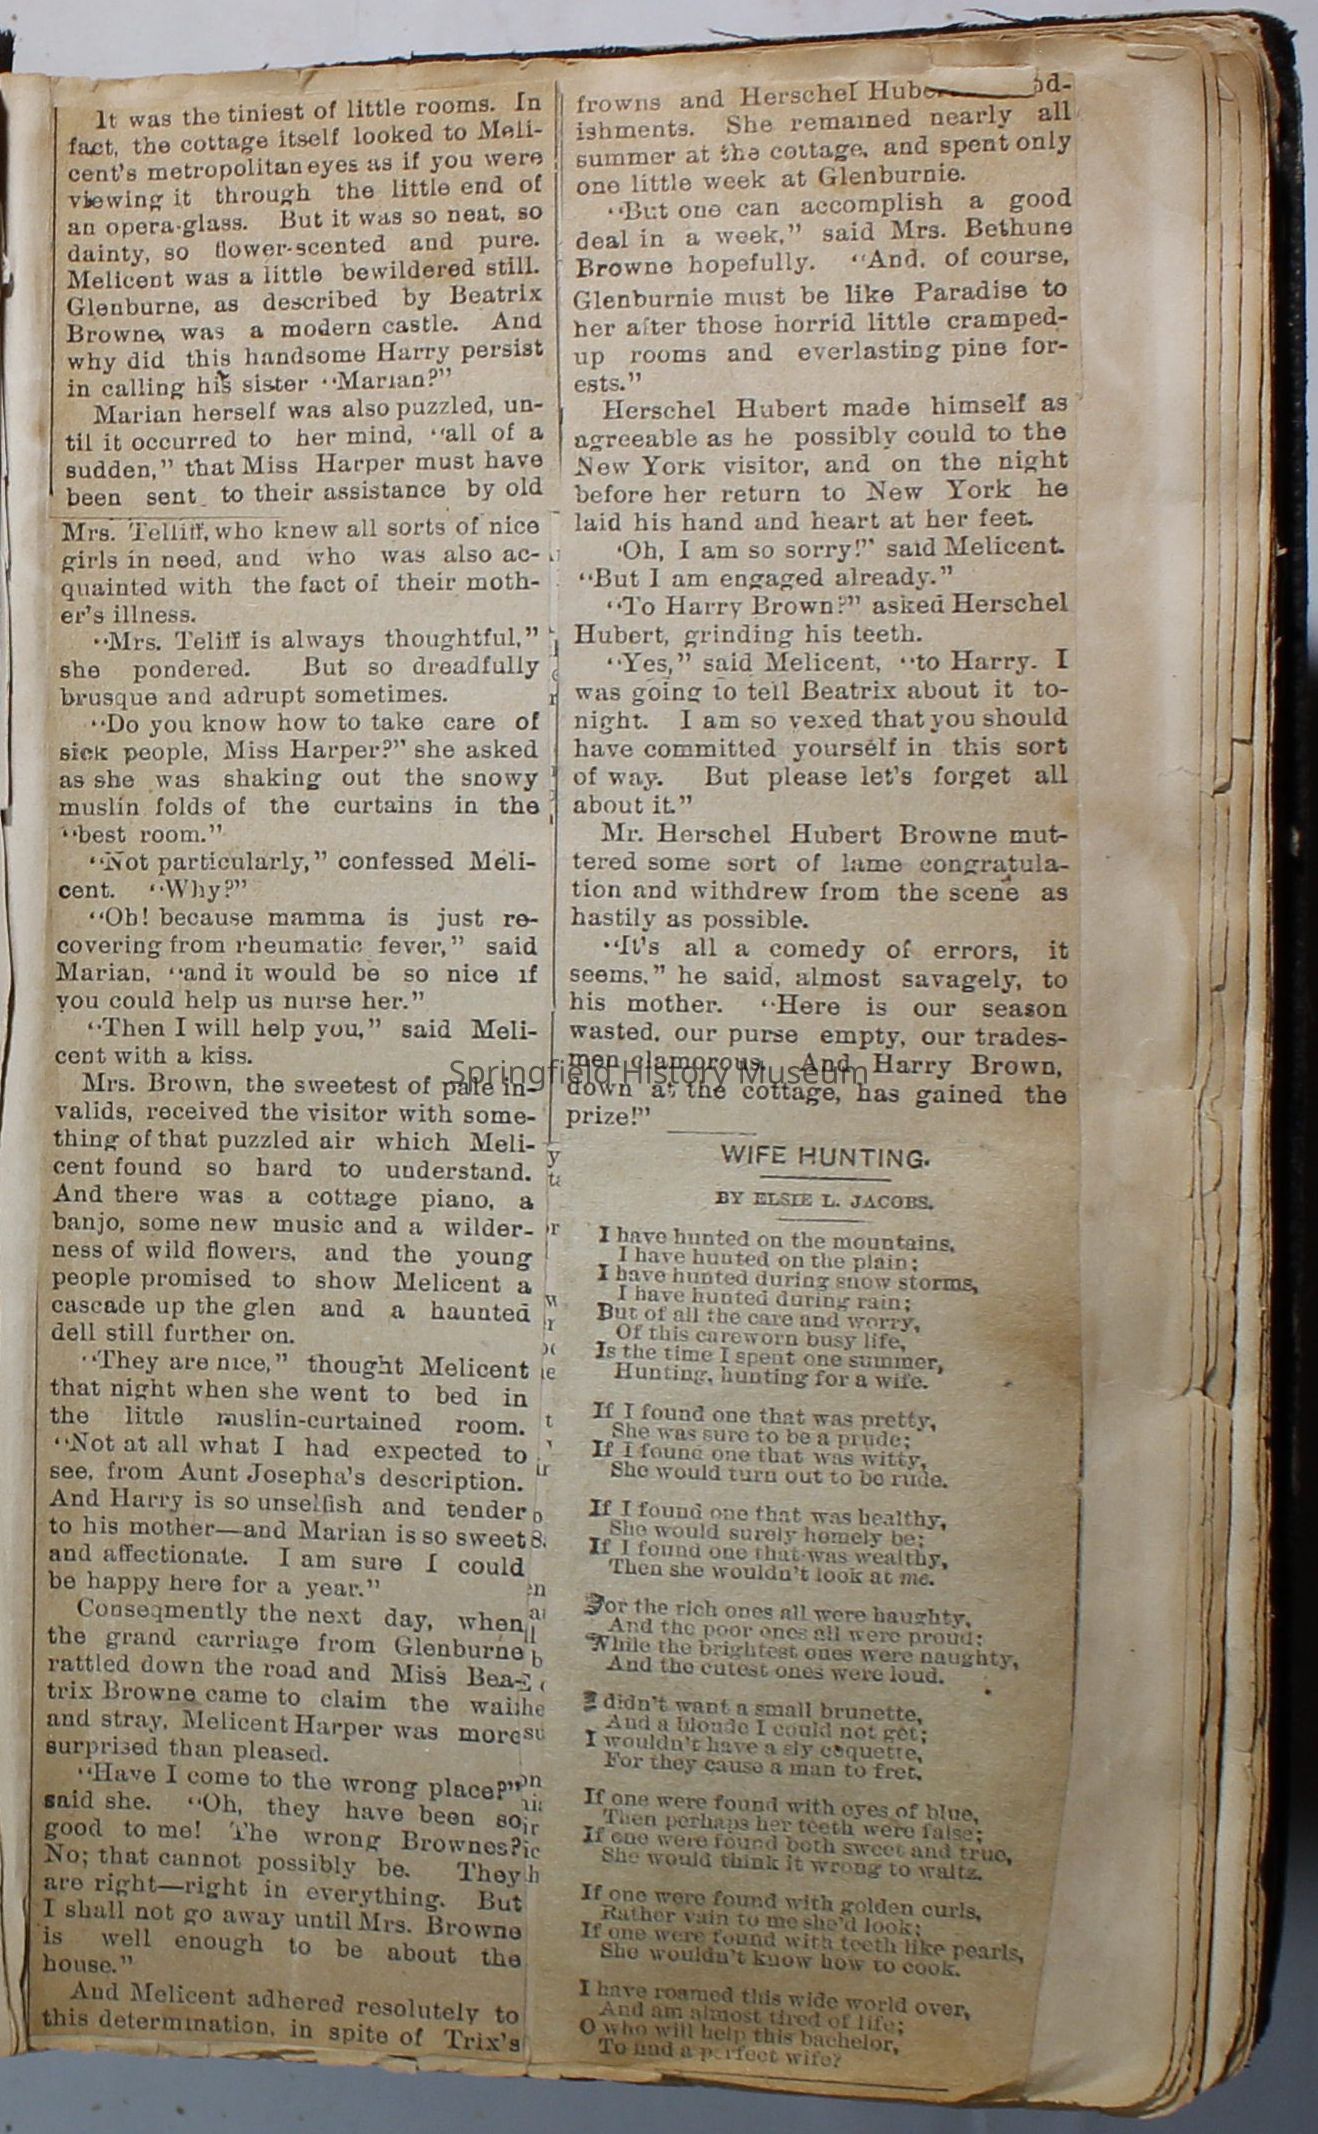 It was the tiniest of little rooms. In
fact, the cottage itself looked to Meli-
cent's metropolitan eyes as if you were
viewing it through the little end of
an opera-glass. But it was so neat, so
dainty, so flower-scented and pure.
Melicent was a little bewildered still.
Glenburne, as described by Beatrix
Browne, was a modern castle. And
why did this handsome Harry persist
in calling his sister "Marian?"
Marian herself was also puzzled, un-
til it occurred to her mind, "all of a
sudden," that Miss Harper must have
been sent to their assistance by old
Mrs. Telliff, who knew all sorts of nice
girls in need, and who was also ac-
quainted with the fact of their moth-
er's illness.
"Mrs. Teliff is always thoughtful,"
she pondered. But so dreadfully
brusque and adrupt sometimes.
"Do you know how to take care of
sick people, Miss Harper?" she asked
as she was shaking out the snowy
muslin folds of the curtains in the
"best room."
"Not particularly," confessed Meli-
cent. "Why?"
"Oh! because mamma is just re-
covering from rheumatic fever," said
Marian, "and it would be so nice if
you could help us nurse her."
"Then I will help you," said Meli-
cent with a kiss.
Mrs. Brown, the sweetest of pale in-
valids, received the visitor with some-
thing of that puzzled air which Meli-
cent found so hard to understand.
And there was a cottage piano, a
banjo, some new music and a wilder-
ness of wild flowers, and the young
people promised to show Melicent a
cascade up the glen and a haunted
dell still further on.
"They are nice," thought Melicent
that night when she went to bed in
the little muslin-curtained room.
"Not at all what I had expected to
see, from Aunt Josepha's description.
And Harry is so unselfish and tender
to his mother—and Marian is so sweet
and affectionate. I am sure I could
be happy here for a year."
Conseqmently the next day, when
the grand carriage from Glenburne
rattled down the road and Miss Bea-
trix Browne came to claim the waif
and stray, Melicent Harper was more
surprised than pleased.
"Have I come to the wrong place?"
said she. "Oh, they have been so
good to me! The wrong Brownes?
No; that cannot possibly be. They
are right—right in everything. But
I shall not go away until Mrs. Browne
is well enough to be about the
house."
And Melicent adhered resolutely to
this determination, in spite of Trix's
frowns and Herschel Hube d-
ishments. She remained nearly all
summer at the cottage, and spent only
one little week at Glenburnie.
"But one can accomplish a good
deal in a week," said Mrs. Bethune
Browne hopefully. "And, of course,
Glenburnie must be like Paradise to
her after those horrid little cramped-
up rooms and everlasting pine for-
ests."
Herschel Hubert made himself as
agreeable as he possibly could to the
New York visitor, and on the night
before her return to New York he
laid his hand and heart at her feet.
'Oh, I am so sorry!" said Melicent.
"But I am engaged already."
"To Harry Brown?" asked Herschel
Hubert, grinding his teeth.
"Yes," said Melicent, "to Harry. I
was going to tell Beatrix about it to-
night. I am so vexed that you should
have committed yourself in this sort
of way. But please let's forget all
about it."
Mr. Herschel Hubert Browne mut-
tered some sort of lame congratula-
tion and withdrew from the scene as
hastily as possible.
"It's all a comedy of errors, it
seems," he said, almost savagely, to
his mother. "Here is our season
wasted, our purse empty, our trades-
men clamorous. And Harry Brown,
down at the cottage, has gained the
prize!"
WIFE HUNTING.
BY ELSIE L. JACOBS.
I have hunted on the mountains,
I have hunted on the plain;
I have hunted during snow storms,
I have hunted during rain;
But of all the care and worry,
Of this careworn busy life,
Is the time I spent one summer,
Hunting, hunting for a wife.
If I found one that was pretty,
She was sure to be a prude;
If I found one that was witty,
She would turn out to be rude.
If I found one that was healthy,
She would surely homely be;
If I found one that was wealthy,
Then she wouldn't look at me.
For the rich ones all were haughty,
And the poor ones all were proud;
While the brightest ones were naughty,
And the cutest ones were loud.
I didn't want a small brunette,
And a blonde I could not get;
I wouldn't have a sly coquette,
For they cause a man to fret.
If one were found with eyes of blue,
Then perhaps her teeth were false;
If one were found both sweet and true,
She would think it wrong to waltz.
If one were found with golden curls,
Rather vain to me she'd look;
If one were found with teeth like pearls,
She wouldn't know how to cook.
I have roamed this wide world over,
And am almost tired of life;
O who will help this bachelor,
To find a perfect wife?
Springfield History Museum